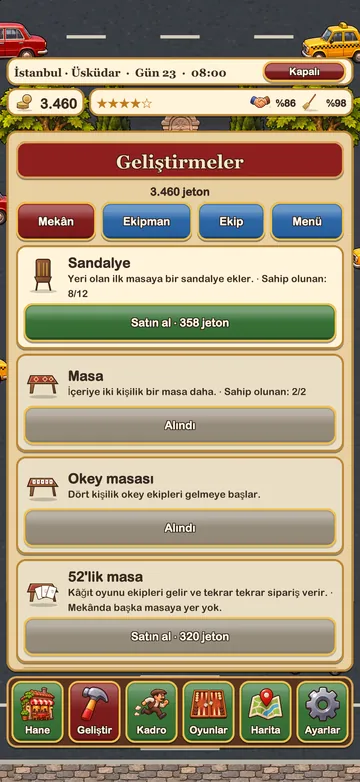 İstanbul · Üsküdar · Gün 23 · 08:00
Kapalı
3.460
★★★★☆
%86
%98
Geliştirmeler
3.460 jeton
Mekân
Ekipman
Ekip
Menü
Sandalye
Yeri olan ilk masaya bir sandalye ekler. · Sahip olunan:
8/12
Satın al · 358 jeton
Masa
İçeriye iki kişilik bir masa daha. · Sahip olunan: 2/2
Alındı
Okey masası
Dört kişilik okey ekipleri gelmeye başlar.
Alındı
52'lik masa
Kâğıt oyunu ekipleri gelir ve tekrar tekrar sipariş verir. ·
Mekânda başka masaya yer yok.
Satın al · 320 jeton
Hane
Geliştir
Kadro
Oyunlar
Harita
Ayarlar